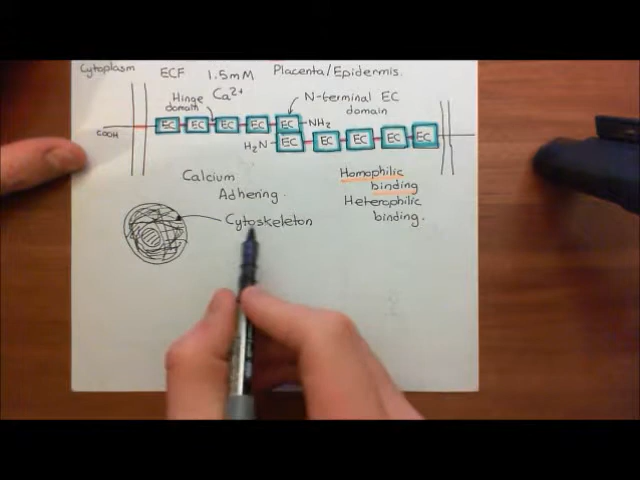 Cytoplasm ECF 1.5mM Placenta/Epidermis.
Ca²⁺
Hinge domain
N-terminal EC domain
COOH EC EC EC EC EC NH₂
H₂N EC EC EC EC EC
Calcium
Adhering.
Homophilic
binding
Heterophilic
binding.
Cytoskeleton